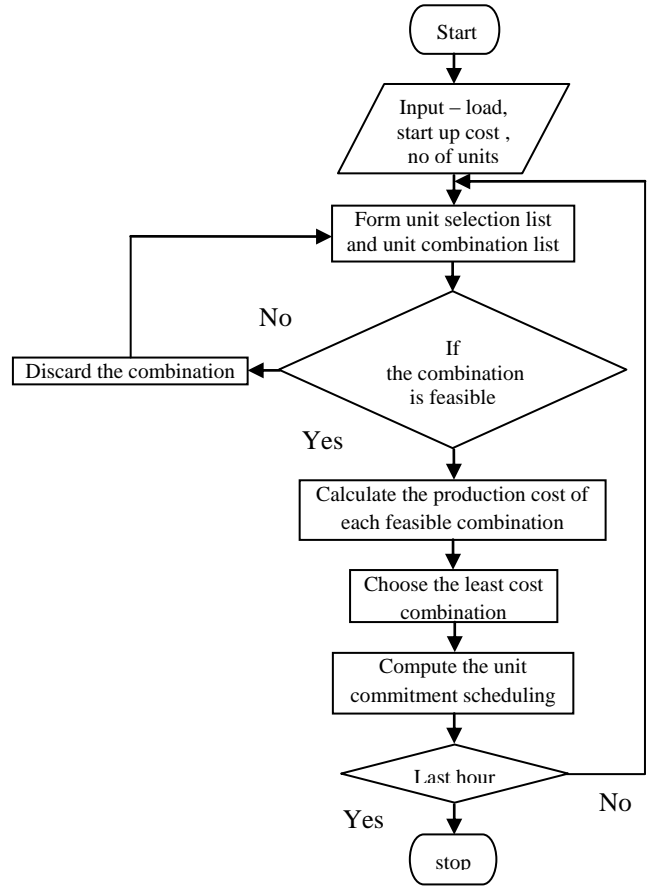 Start
Input – load,
start up cost ,
no of units
Form unit selection list
and unit combination list
No
If
the combination
is feasible
Discard the combination
Yes
Calculate the production cost of
each feasible combination
Choose the least cost
combination
Compute the unit
commitment scheduling
Last hour
No
Yes
stop